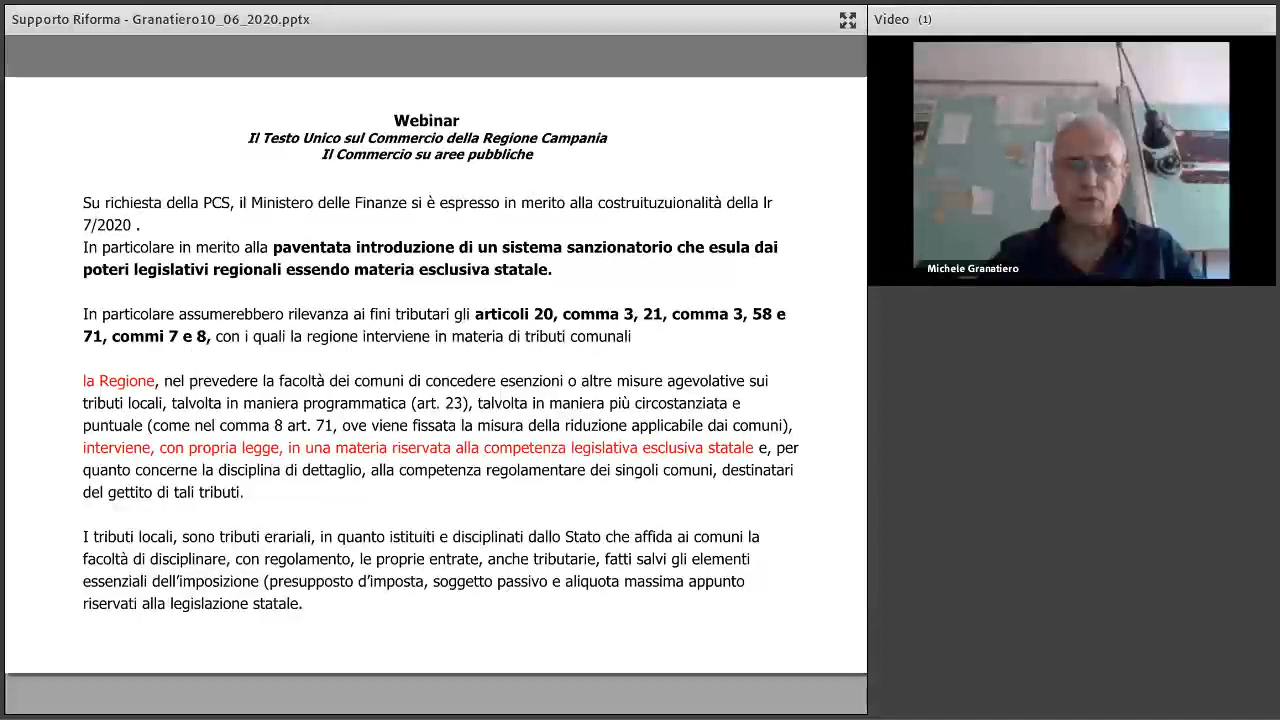 Supporto Riforma - Granatiero10_06_2020.pptx
Video (1)
Webinar
Il Testo Unico sul Commercio della Regione Campania
Il Commercio su aree pubbliche
Su richiesta della PCS, il Ministero delle Finanze si è espresso in merito alla costruituzuionalità della lr
7/2020 .
In particolare in merito alla paventata introduzione di un sistema sanzionatorio che esula dai
poteri legislativi regionali essendo materia esclusiva statale.
In particolare assumerebbero rilevanza ai fini tributari gli articoli 20, comma 3, 21, comma 3, 58 e
71, commi 7 e 8, con i quali la regione interviene in materia di tributi comunali
la Regione, nel prevedere la facoltà dei comuni di concedere esenzioni o altre misure agevolative sui
tributi locali, talvolta in maniera programmatica (art. 23), talvolta in maniera più circostanziata e
puntuale (come nel comma 8 art. 71, ove viene fissata la misura della riduzione applicabile dai comuni),
interviene, con propria legge, in una materia riservata alla competenza legislativa esclusiva statale e, per
quanto concerne la disciplina di dettaglio, alla competenza regolamentare dei singoli comuni, destinatari
del gettito di tali tributi.
I tributi locali, sono tributi erariali, in quanto istituiti e disciplinati dallo Stato che affida ai comuni la
facoltà di disciplinare, con regolamento, le proprie entrate, anche tributarie, fatti salvi gli elementi
essenziali dell'imposizione (presupposto d'imposta, soggetto passivo e aliquota massima appunto
riservati alla legislazione statale.
Michele Granatiero